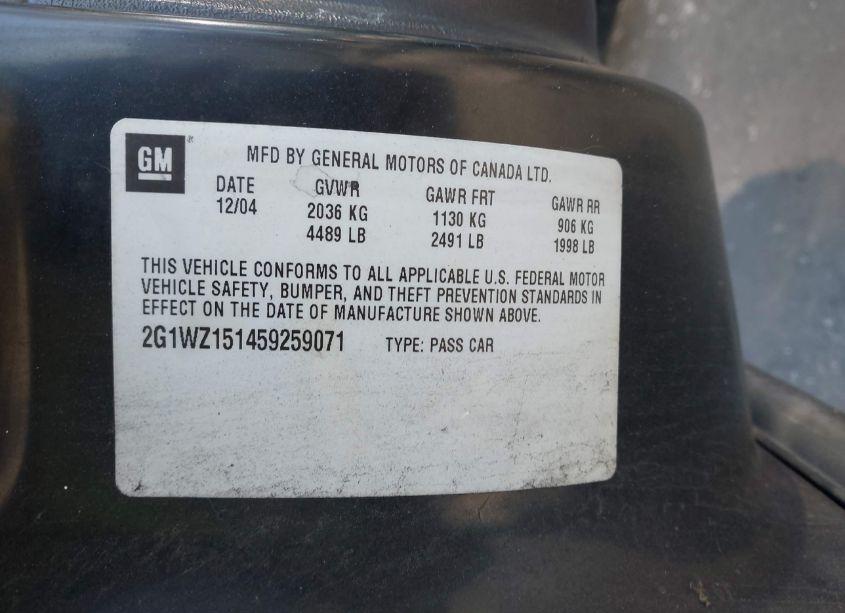 GM ®
MFD BY GENERAL MOTORS OF CANADA LTD.
DATE GVWR GAWR FRT GAWR RR
12/04 2036 KG 1130 KG 906 KG
4489 LB 2491 LB 1998 LB
THIS VEHICLE CONFORMS TO ALL APPLICABLE U.S. FEDERAL MOTOR
VEHICLE SAFETY, BUMPER, AND THEFT PREVENTION STANDARDS IN
EFFECT ON THE DATE OF MANUFACTURE SHOWN ABOVE.
2G1WZ151459259071 TYPE: PASS CAR